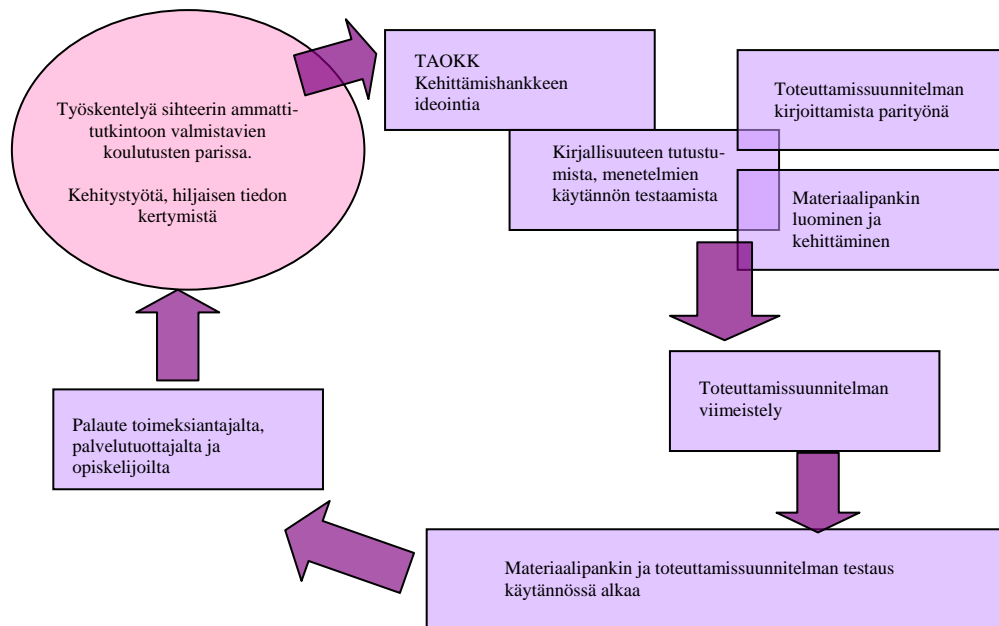 Työskentelyä sihteerin ammatti-
tutkintoon valmistavien
koulutusten parissa.
Kehitystyötä, hiljaisen tiedon
kertymistä
TAOKK
Kehittämishankkeen
ideointia
Toteuttamissuunnitelman
kirjoittamista parityönä
Kirjallisuuteen tutustu-
mista, menetelmien
käytännön testaamista
Materiaalipankin
luominen ja
kehittäminen
Toteuttamissuunnitelman
viimeistely
Materiaalipankin ja toteuttamissuunnitelman testaus
käytännössä alkaa
Palaute toimeksiantajalta,
palvelutuottajalta ja
opiskelijoilta